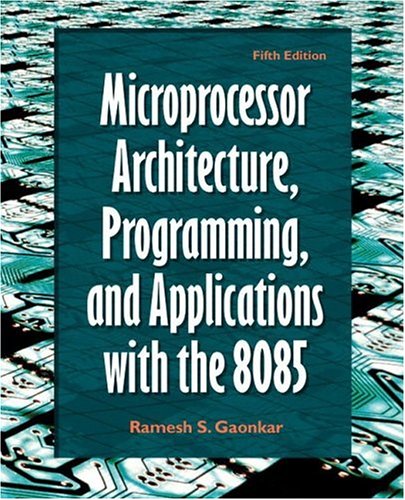 Fifth Edition
Microprocessor
Architecture,
Programming,
and Applications
with the 8085
Ramesh S. Gaonkar